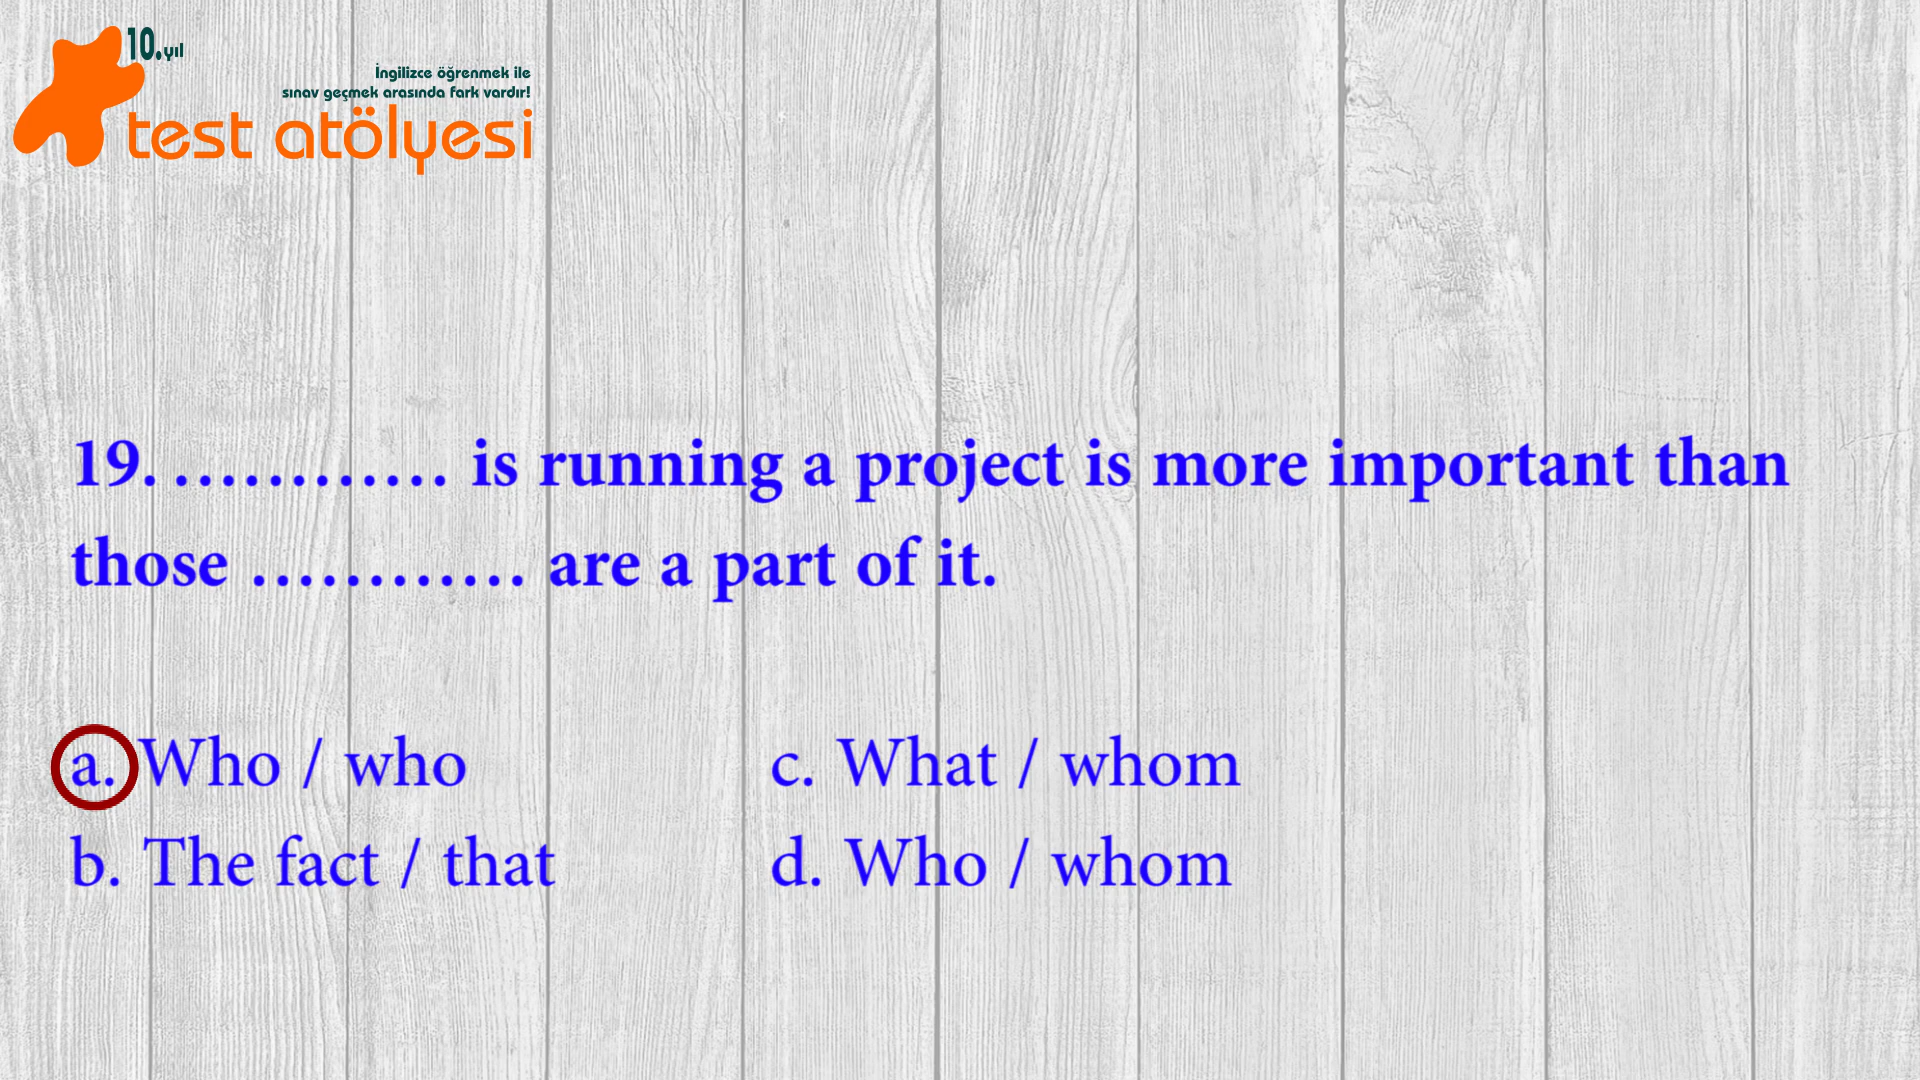 10.yıl
İngilizce öğrenmek ile
sınav geçmek arasında fark vardır!
test atölyesi
19. ............ is running a project is more important than
those ............ are a part of it.
a. Who / who
b. The fact / that
c. What / whom
d. Who / whom